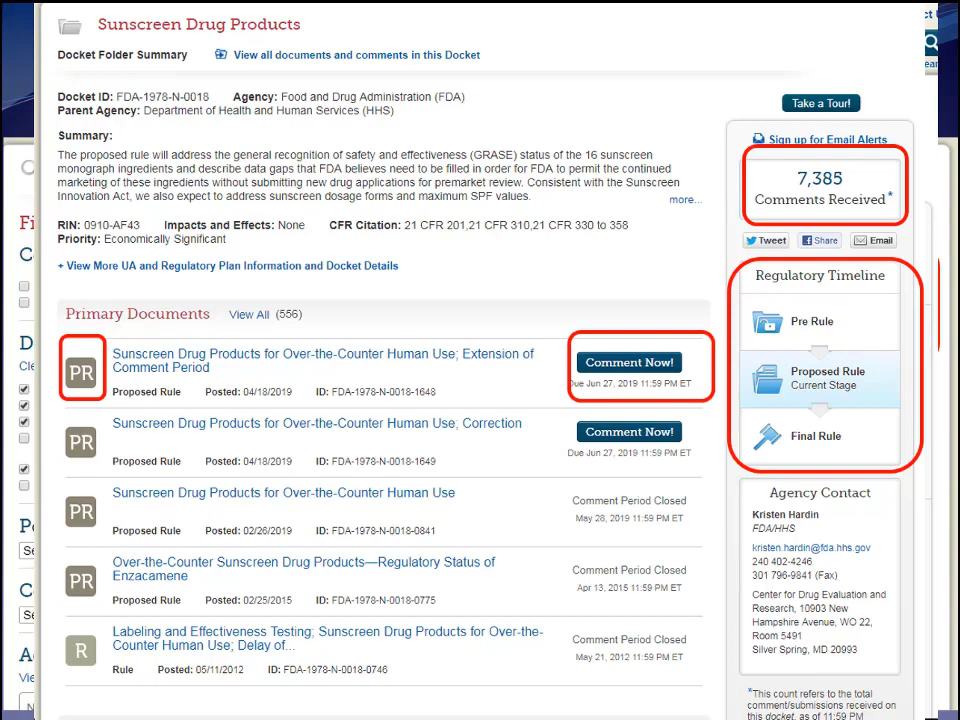 Sunscreen Drug Products
Docket Folder Summary View all documents and comments in this Docket
Docket ID: FDA-1978-N-0018 Agency: Food and Drug Administration (FDA)
Parent Agency: Department of Health and Human Services (HHS)
Summary:
The proposed rule will address the general recognition of safety and effectiveness (GRASE) status of the 16 sunscreen
monograph ingredients and describe data gaps that FDA believes need to be filled in order for FDA to permit the continued
marketing of these ingredients without submitting new drug applications for premarket review. Consistent with the Sunscreen
Innovation Act, we also expect to address sunscreen dosage forms and maximum SPF values.
more...
RIN: 0910-AF43 Impacts and Effects: None CFR Citation: 21 CFR 201,21 CFR 310,21 CFR 330 to 358
Priority: Economically Significant
+ View More UA and Regulatory Plan Information and Docket Details
Primary Documents View All (556)
PR
Sunscreen Drug Products for Over-the-Counter Human Use; Extension of
Comment Period
Proposed Rule Posted: 04/18/2019 ID: FDA-1978-N-0018-1648
Comment Now!
Due Jun 27, 2019 11:59 PM ET
PR
Sunscreen Drug Products for Over-the-Counter Human Use, Correction
Proposed Rule Posted: 04/18/2019 ID: FDA-1978-N-0018-1649
Comment Now!
Due Jun 27, 2019 11:59 PM ET
PR
Sunscreen Drug Products for Over-the-Counter Human Use
Proposed Rule Posted: 02/26/2019 ID: FDA-1978-N-0018-0841
Comment Period Closed
May 28, 2019 11:59 PM ET
PR
Over-the-Counter Sunscreen Drug Products—Regulatory Status of
Enzacamene
Proposed Rule Posted: 02/25/2015 ID: FDA-1978-N-0018-0775
Comment Period Closed
Apr 13, 2015 11:59 PM ET
R
Labeling and Effectiveness Testing; Sunscreen Drug Products for Over-the-
Counter Human Use; Delay of...
Rule Posted: 05/11/2012 ID: FDA-1978-N-0018-0746
Comment Period Closed
May 21, 2012 11:59 PM ET
Take a Tour!
Sign up for Email Alerts
7,385
Comments Received*
Tweet Share Email
Regulatory Timeline
Pre Rule
Proposed Rule
Current Stage
Final Rule
Agency Contact
Kristen Hardin
FDA/HHS
kristen.hardin@fda.hhs.gov
240 402-4246
301 796-9841 (Fax)
Center for Drug Evaluation and
Research, 10903 New
Hampshire Avenue, WO 22,
Room 5491
Silver Spring, MD 20993
*This count refers to the total
comment/submissions received on
this docket, as of 11:59 PM